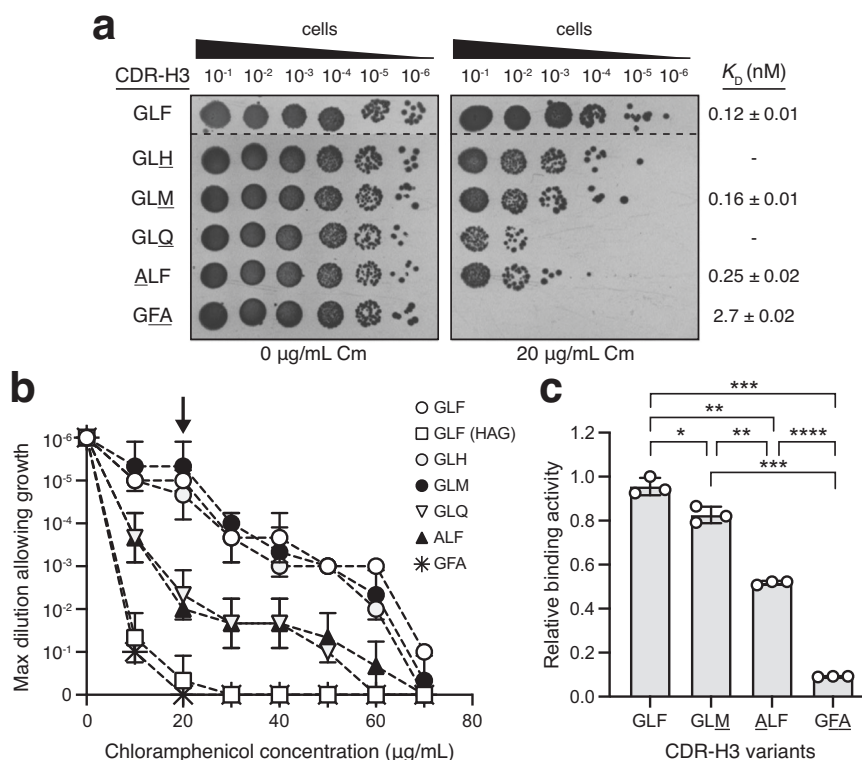 a
cells
cells
CDR-H3
10-1 10-2 10-3 10-4 10-5 10-6
10-1 10-2 10-3 10-4 10-5 10-6
KD (nM)
GLF
0.12 ± 0.01
GLH
-
GLM
0.16 ± 0.01
GLQ
-
ALF
0.25 ± 0.02
GFA
2.7 ± 0.02
0 µg/mL Cm
20 µg/mL Cm
b
Max dilution allowing growth
10-6
10-5
10-4
10-3
10-2
10-1
0
0 20 40 60 80
Chloramphenicol concentration (µg/mL)
GLF
GLF (HAG)
GLH
GLM
GLQ
ALF
GFA
c
***
**
* ** ****
***
Relative binding activity
1.2
1.0
0.8
0.6
0.4
0.2
0.0
GLF GLM ALF GFA
CDR-H3 variants